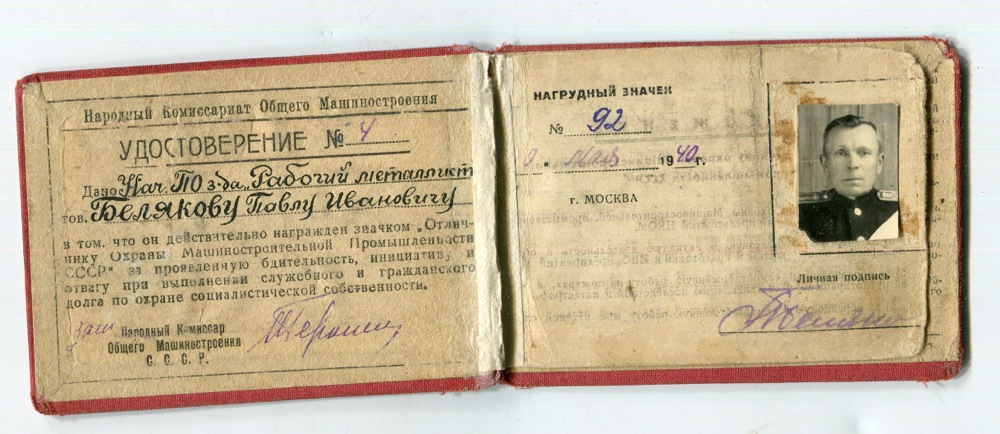 Народный Комиссариат Общего Машиностроения
УДОСТОВЕРЕНИЕ № 4
Дано Нач. ПО з-да „Рабочий металлист
тов. Белякову Павлу Ивановичу
в том, что он действительно награжден значком „Отлич-
нику Охраны Машиностроительной Промышленности
СССР" за проявленную бдительность, инициативу и
отвагу при выполнении служебного и гражданского
долга по охране социалистической собственности.
зам Народный Комиссар
Общего Машиностроения
С. С. С. Р.
НАГРУДНЫЙ ЗНАЧЕК
№ 92
1940 г.
г. МОСКВА
Личная подпись